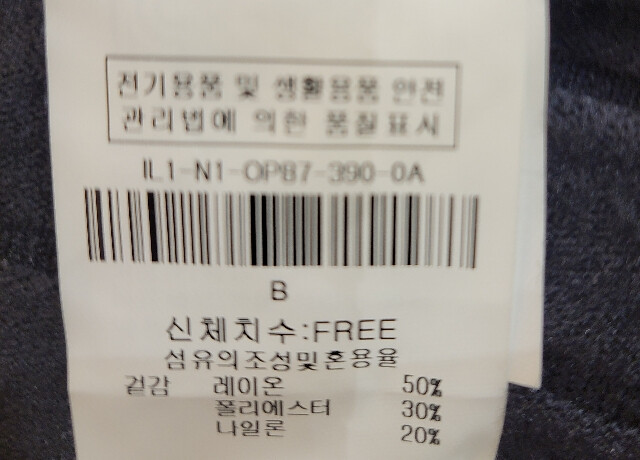 전기용품 및 생활용품 안전
관리법에 의한 품질표시
IL1-N1-OP87-390-0A
B
신체치수:FREE
섬유의조성및혼용율
겉감 레이온 50%
폴리에스터 30%
나일론 20%